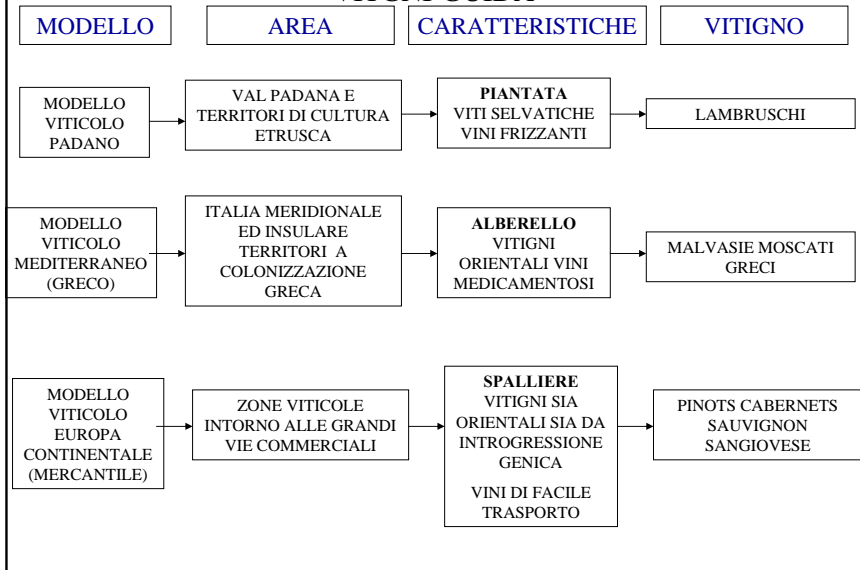 MODELLO
AREA
CARATTERISTICHE
VITIGNO
MODELLO
VITICOLO
PADANO
VAL PADANA E
TERRITORI DI CULTURA
ETRUSCA
PIANTATA
VITI SELVATICHE
VINI FRIZZANTI
LAMBRUSCHI
MODELLO
VITICOLO
MEDITERRANEO
(GRECO)
ITALIA MERIDIONALE
ED INSULARE
TERRITORI A
COLONIZZAZIONE
GRECA
ALBERELLO
VITIGNI
ORIENTALI VINI
MEDICAMENTOSI
MALVASIE MOSCATI
GRECI
MODELLO
VITICOLO
EUROPA
CONTINENTALE
(MERCANTILE)
ZONE VITICOLE
INTORNO ALLE GRANDI
VIE COMMERCIALI
SPALLIERE
VITIGNI SIA
ORIENTALI SIA DA
INTROGRESSIONE
GENICA
VINI DI FACILE
TRASPORTO
PINOTS CABERNETS
SAUVIGNON
SANGIOVESE